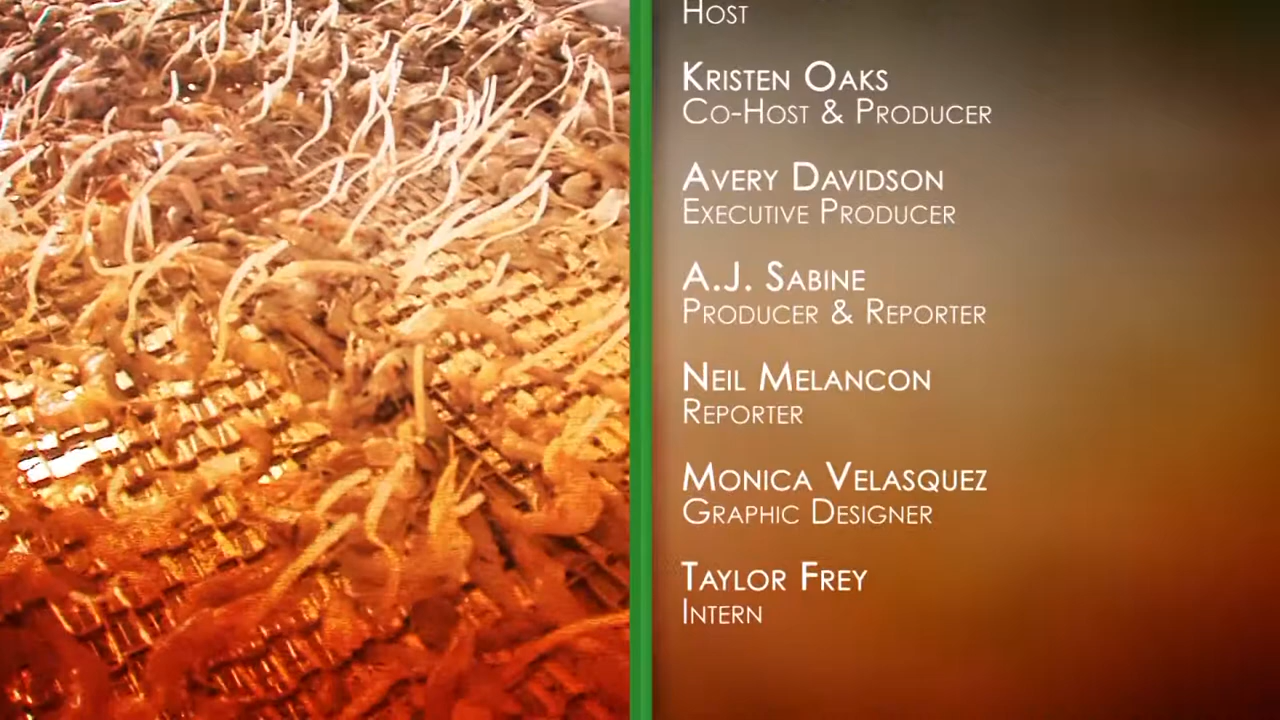 Host
Kristen Oaks
Co-Host & Producer
Avery Davidson
Executive Producer
A.J. Sabine
Producer & Reporter
Neil Melancon
Reporter
Monica Velasquez
Graphic Designer
Taylor Frey
Intern